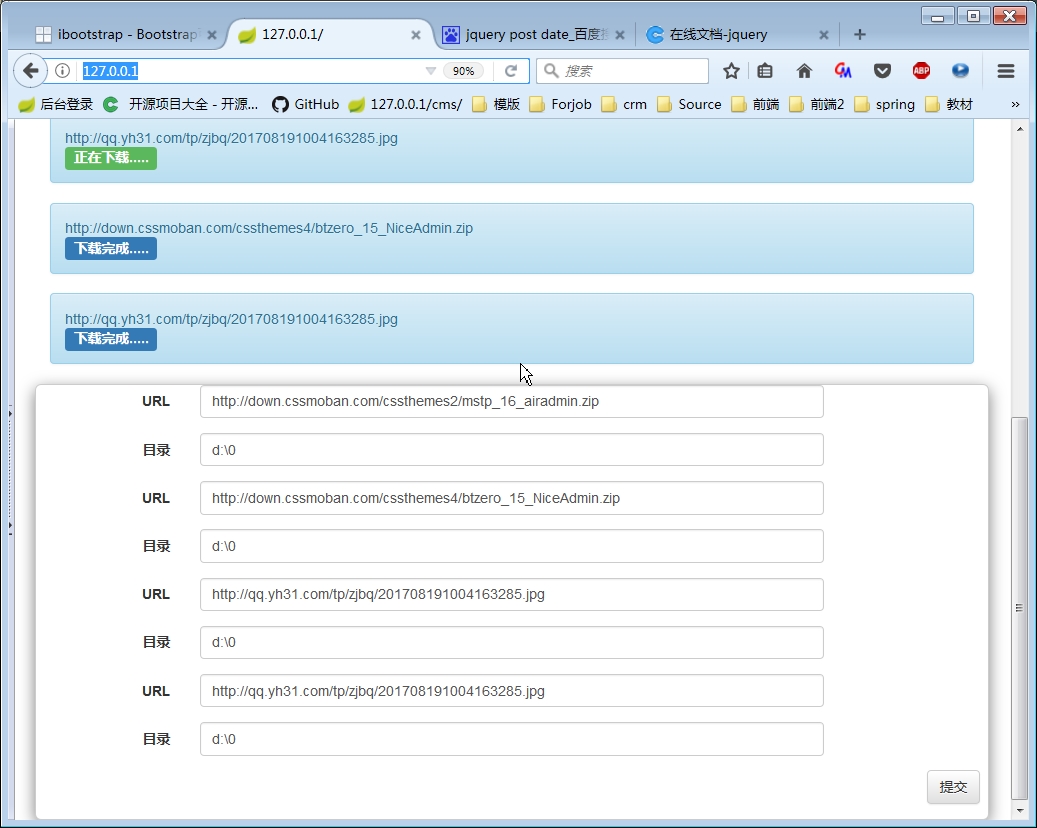 ibootstrap - Bootstrap
127.0.0.1/
jquery post date_百度
在线文档-jquery
127.0.0.1
90%
搜索
ABP
后台登录
开源项目大全 - 开源...
GitHub
127.0.0.1/cms/
模版
Forjob
crm
Source
前端
前端2
spring
教材
»
http://qq.yh31.com/tp/zjbq/201708191004163285.jpg
正在下载.....
http://down.cssmoban.com/cssthemes4/btzero_15_NiceAdmin.zip
下载完成.....
http://qq.yh31.com/tp/zjbq/201708191004163285.jpg
下载完成.....
URL http://down.cssmoban.com/cssthemes2/mstp_16_airadmin.zip
目录 d:\0
URL http://down.cssmoban.com/cssthemes4/btzero_15_NiceAdmin.zip
目录 d:\0
URL http://qq.yh31.com/tp/zjbq/201708191004163285.jpg
目录 d:\0
URL http://qq.yh31.com/tp/zjbq/201708191004163285.jpg
目录 d:\0
提交